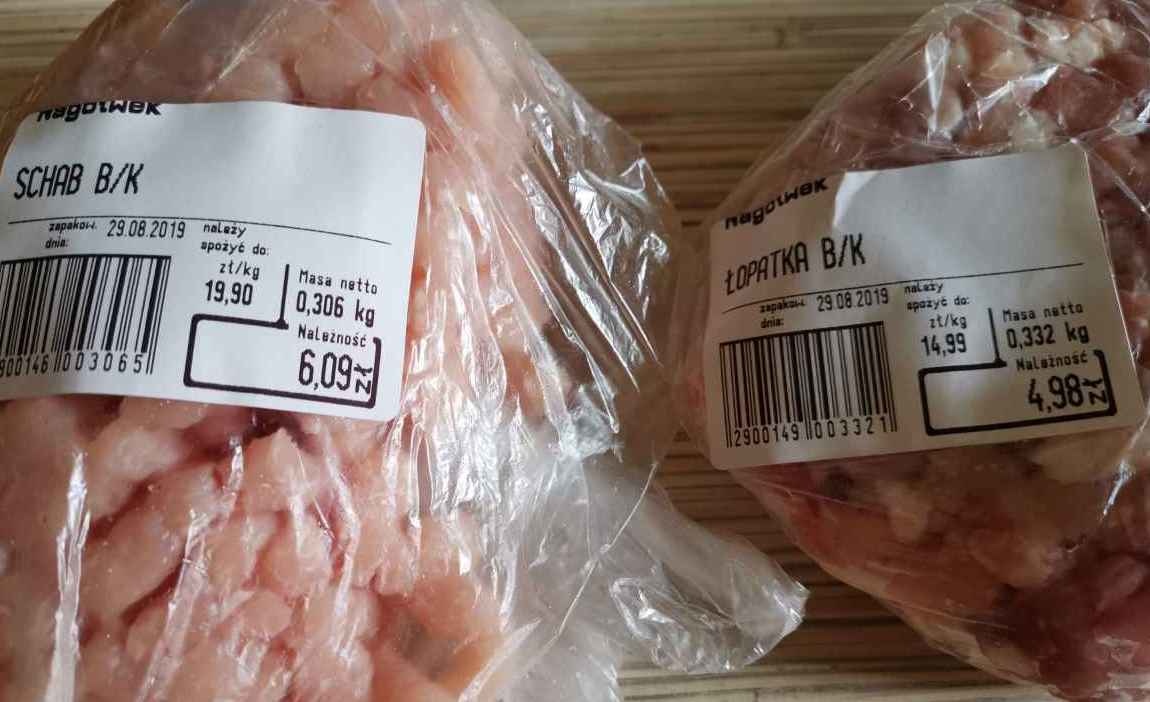 Nagolwek
SCHAB B/K
zapakow. 29.08.2019 należy
dnia: spożyć do:
zł/kg Masa netto
19,90 0,306 kg
Należność
6,09 zł
900146 003065
Nagolwek
ŁOPATKA B/K
zapakow. 29.08.2019 należy
dnia: spożyć do:
zł/kg Masa netto
14,99 0,332 kg
Należność
4,98 zł
2900149 003321